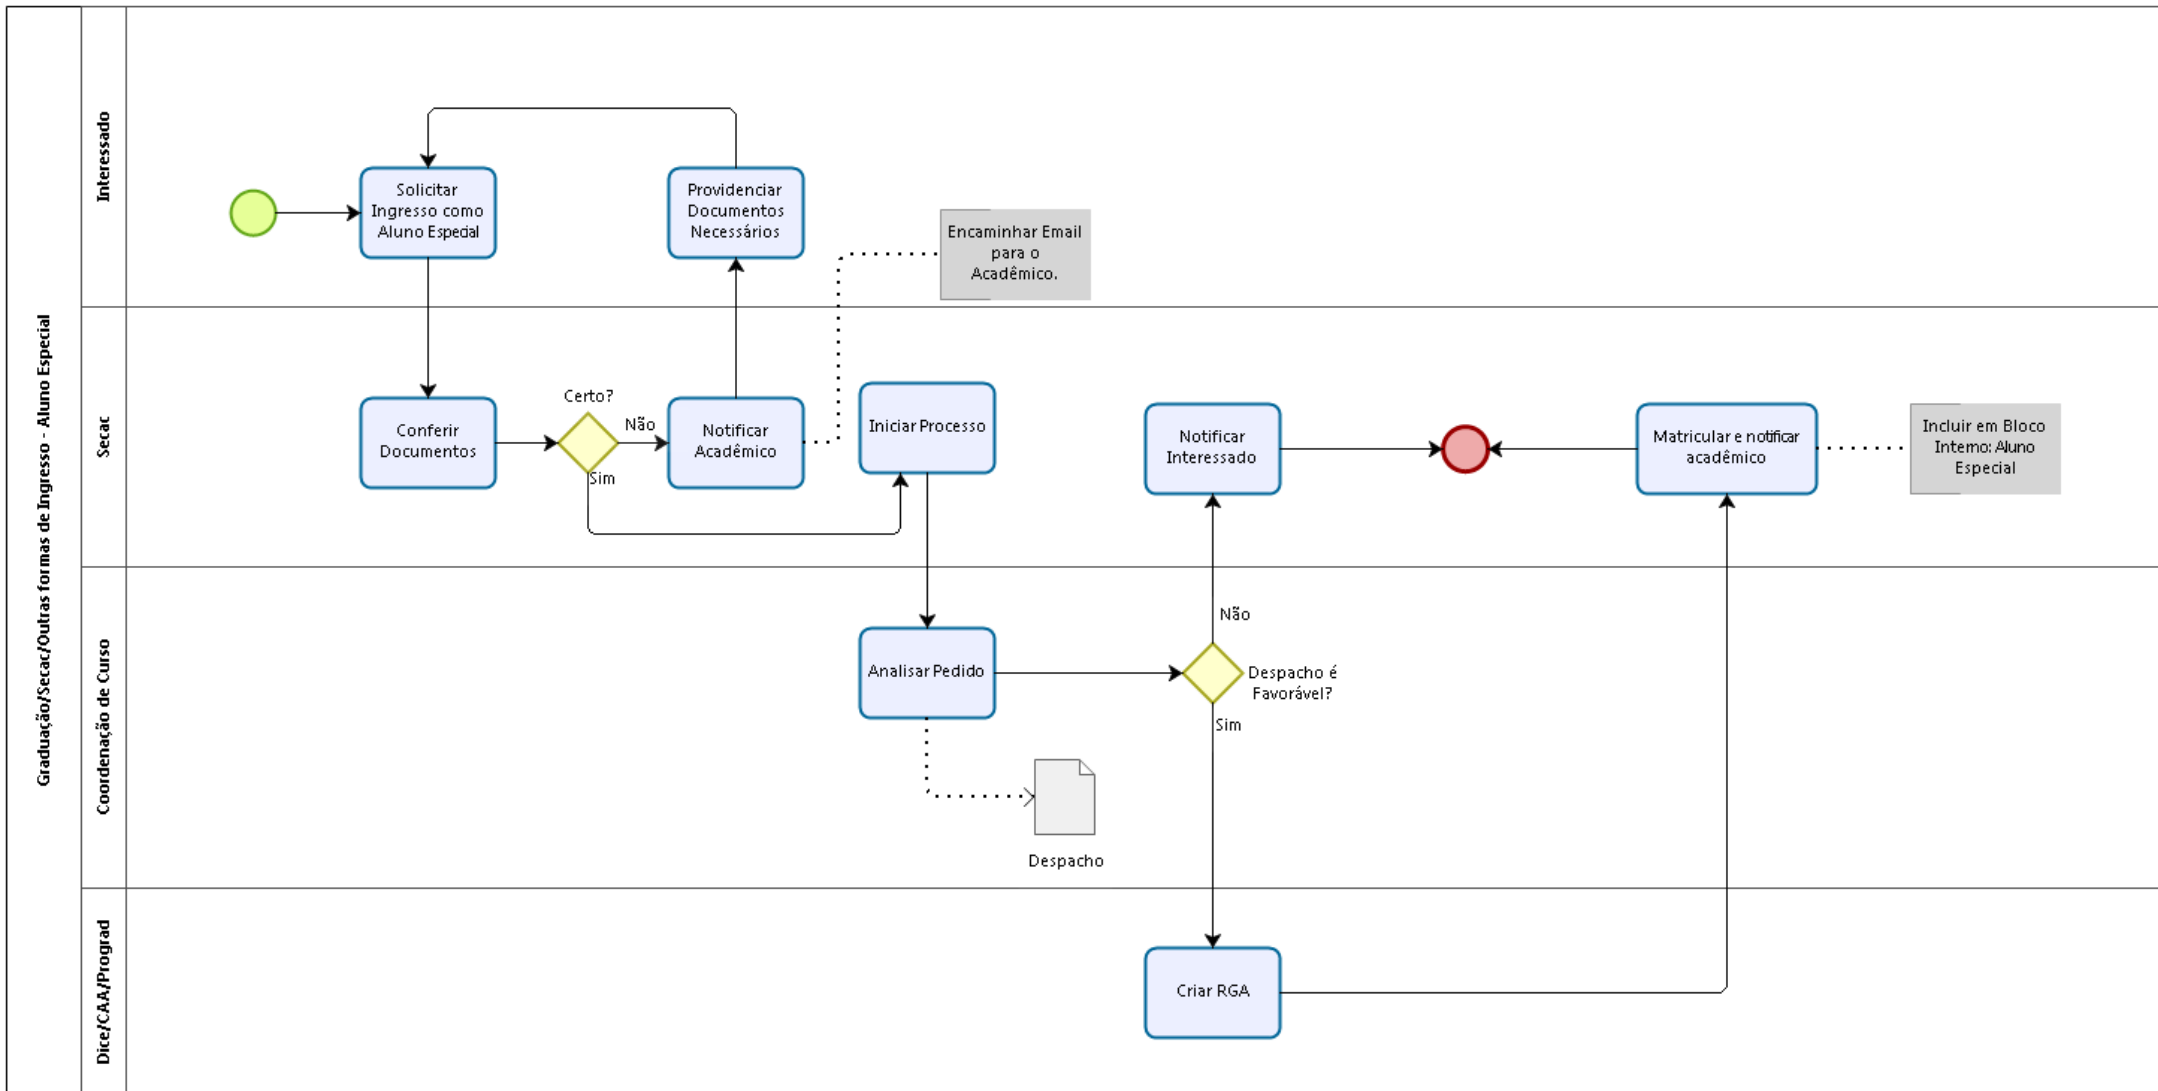 Graduação/Secac/Outras formas de Ingresso - Aluno Especial
Interessado
Solicitar
Ingresso como
Aluno Especial
Providenciar
Documentos
Necessários
Encaminhar Email
para o
Acadêmico.
Secac
Conferir
Documentos
Certo?
Não
Sim
Notificar
Acadêmico
Iniciar Processo
Notificar
Interessado
Matricular e notificar
acadêmico
Incluir em Bloco
Interno: Aluno
Especial
Coordenação de Curso
Analisar Pedido
Não
Despacho é
Favorável?
Sim
Despacho
Dice/CAA/Prograd
Criar RGA